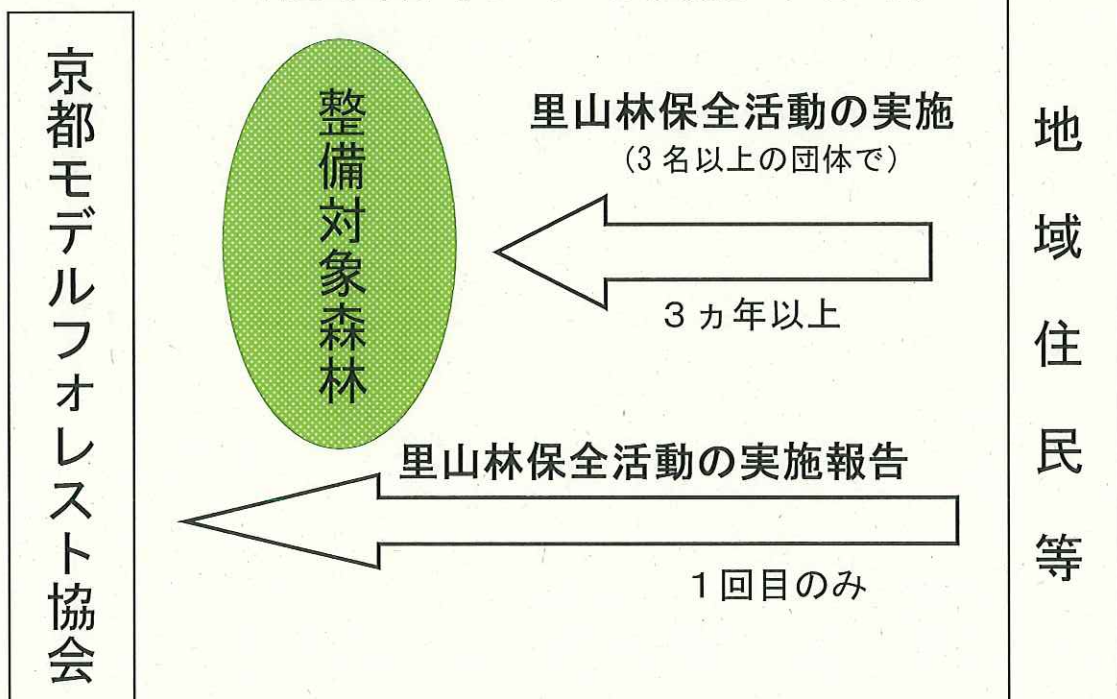 京都モデルフォレスト協会
整備対象森林
里山林保全活動の実施
（3名以上の団体で）
3ヵ年以上
里山林保全活動の実施報告
1回目のみ
地域住民等